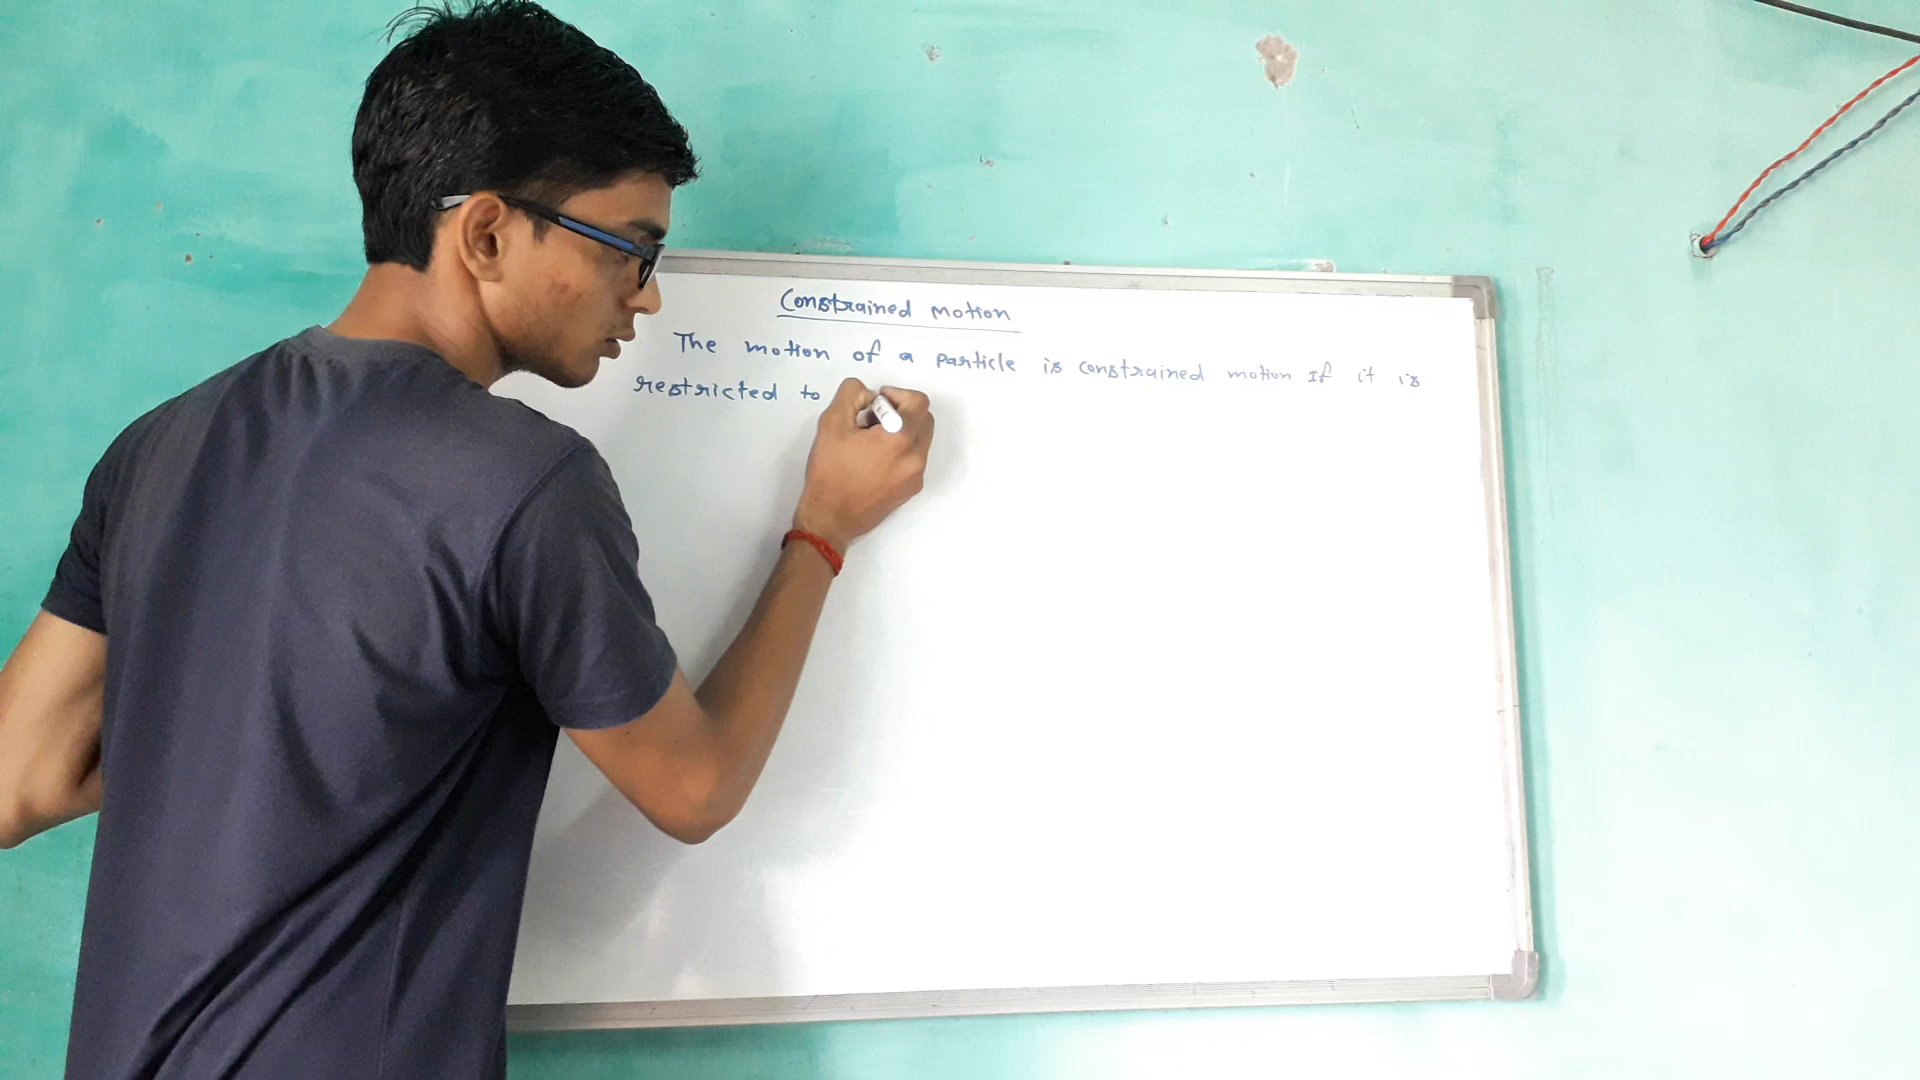 Constrained Motion
The motion of a particle is constrained motion If it is
restricted to